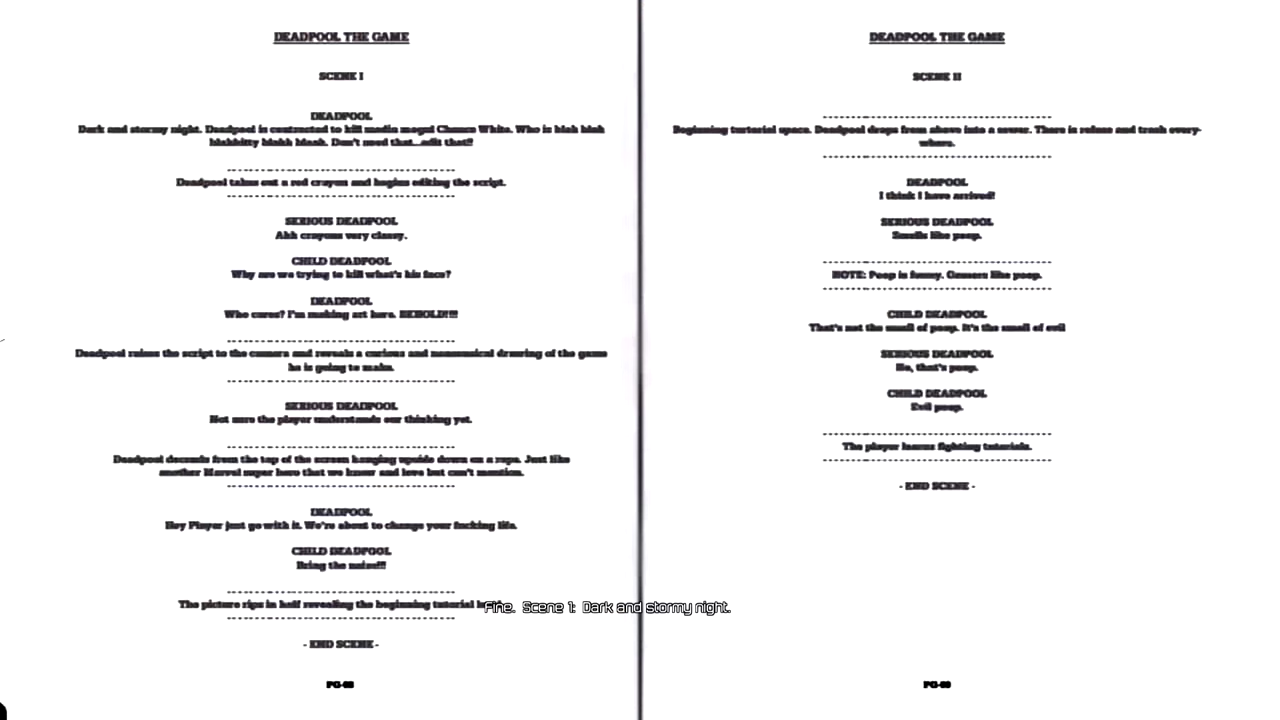 DEADPOOL THE GAME
SCENE I
DEADPOOL
Dark and stormy night. Deadpool is contracted to kill media mogul Chance White. Who is blah blah
blahbitty blahh blaah. Don't need that...edit that!!
Deadpool takes out a red crayon and begins editing the script.
SERIOUS DEADPOOL
Ahh crayons very classy.
CHILD DEADPOOL
Why are we trying to kill what's his face?
DEADPOOL
Who cares? I'm making art here. BEHOLD!!!!
Deadpool raises the script to the camera and reveals a curious and nonsensical drawing of the game
he is going to make.
SERIOUS DEADPOOL
Not sure the player understands our thinking yet.
Deadpool descends from the top of the screen hanging upside down on a rope. Just like
another Marvel super hero that we know and love but can't mention.
DEADPOOL
Hey Player just go with it. We're about to change your fucking life.
CHILD DEADPOOL
Bring the noise!!!
The picture rips in half revealing the beginning tutorial
- END SCENE -
DEADPOOL THE GAME
SCENE II
Beginning turtorial space. Deadpool drops from above into a sewer. There is refuse and trash every-
where.
DEADPOOL
I think I have arrived!
SERIOUS DEADPOOL
Smells like poop.
NOTE: Poop is funny. Gamers like poop.
CHILD DEADPOOL
That's not the smell of poop. It's the smell of evil
SERIOUS DEADPOOL
No, that's poop.
CHILD DEADPOOL
Evil poop.
The player learns fighting tutorials.
- END SCENE -
Fine. Scene 1: Dark and stormy night.